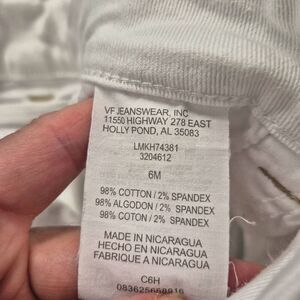 VF JEANSWEAR, INC
11550 HIGHWAY 278 EAST
HOLLY POND, AL 35083
LMKH74381
3204612
6M
98% COTTON / 2% SPANDEX
98% ALGODON / 2% SPANDEX
98% COTON / 2% SPANDEX
MADE IN NICARAGUA
HECHO EN NICARAGUA
FABRIQUE A NICARAGUA
C6H